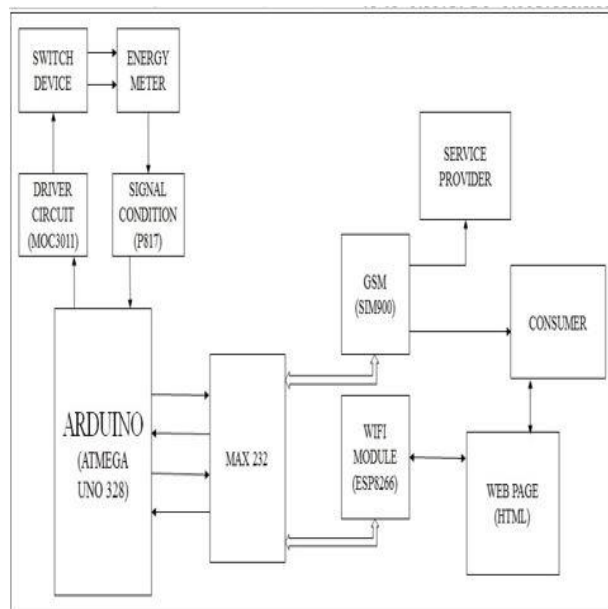 SWITCH
DEVICE
ENERGY
METER
DRIVER
CIRCUIT
(MOC3011)
SIGNAL
CONDITION
(P817)
SERVICE
PROVIDER
GSM
(SIM900)
CONSUMER
ARDUINO
(ATMEGA
UNO 328)
MAX 232
WIFI
MODULE
(ESP8266)
WEB PAGE
(HTML)